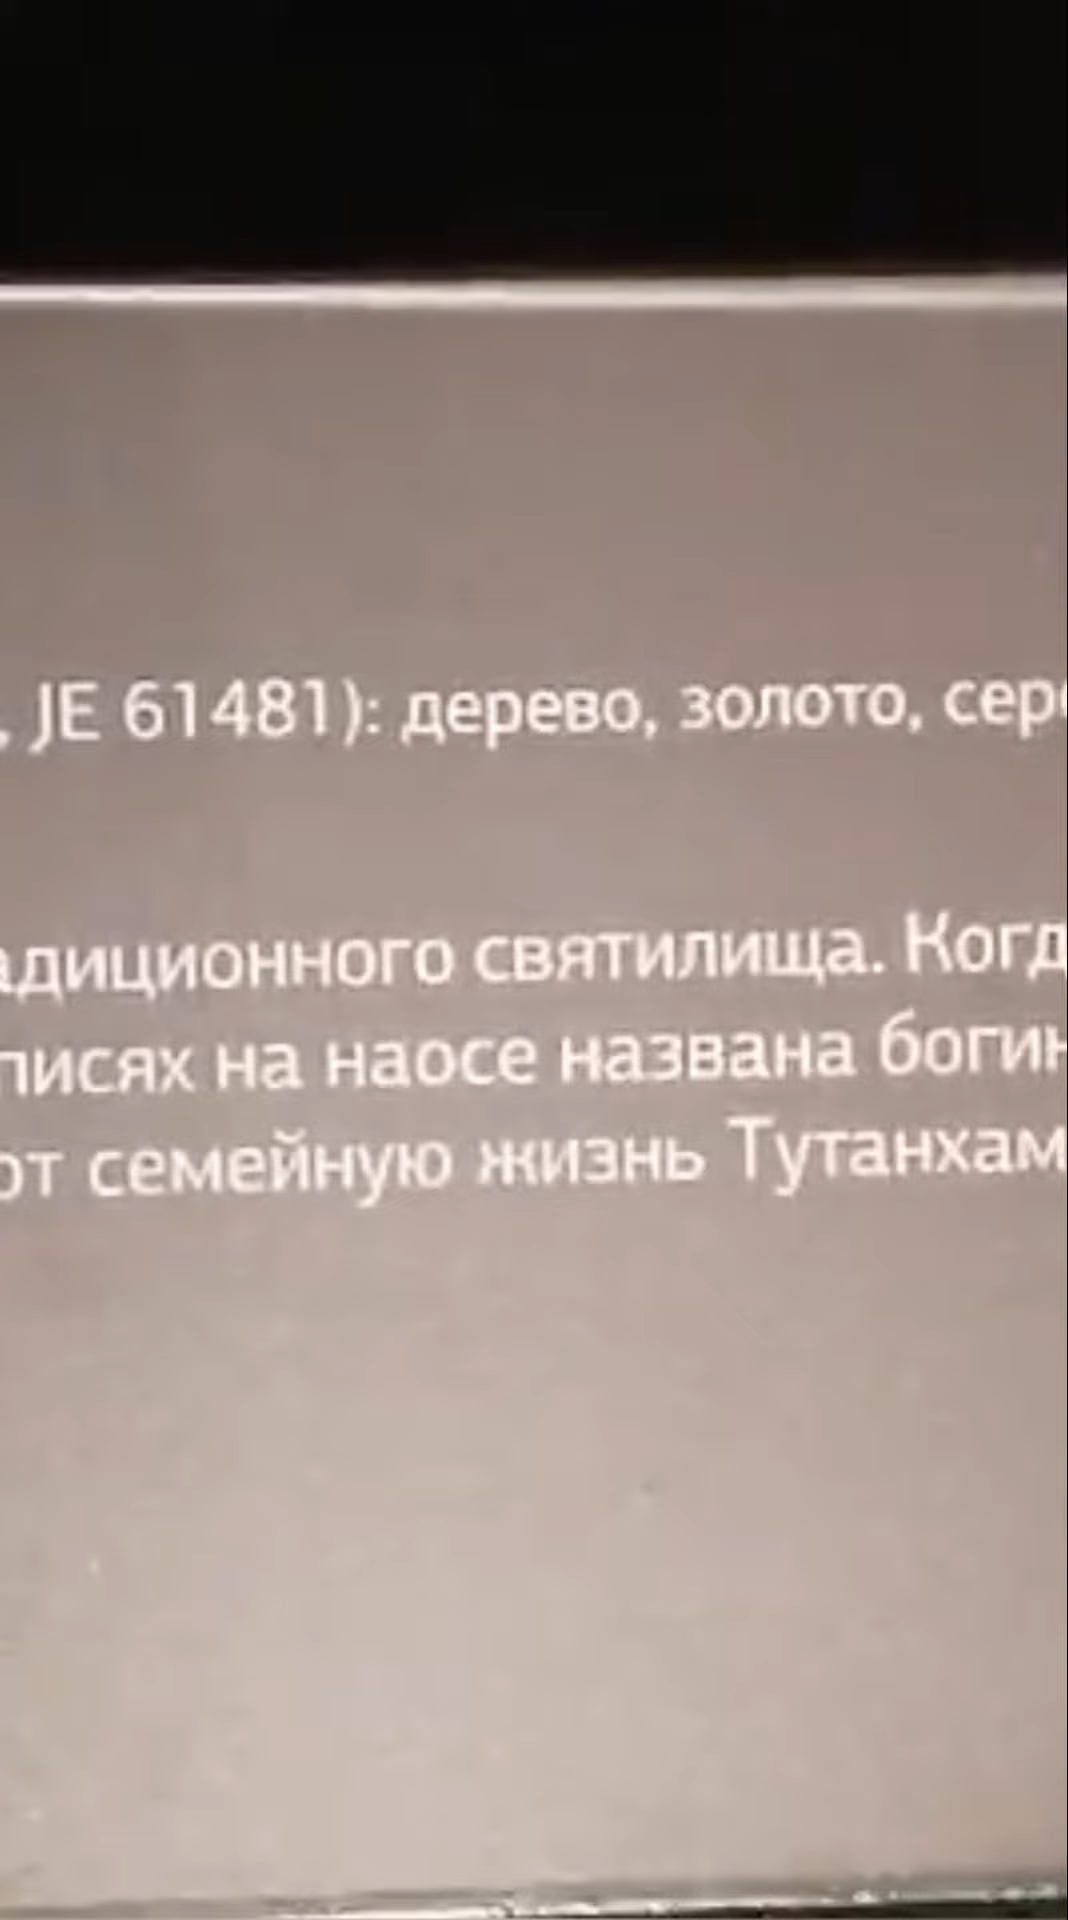 , JE 61481): дерево, золото, сер
адиционного святилища. Когд
писях на наосе названа богин
от семейную жизнь Тутанхам